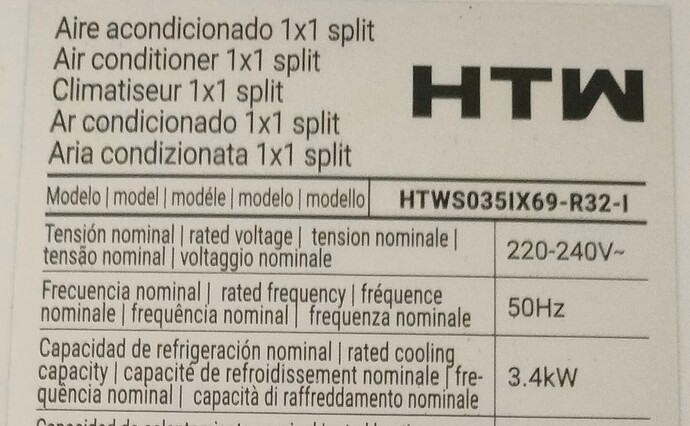 Aire acondicionado 1x1 split
Air conditioner 1x1 split
Climatiseur 1x1 split
Ar condicionado 1x1 split
Aria condizionata 1x1 split
HTW
Modelo | model | modéle | modelo | modello HTWS035IX69-R32-I
Tensión nominal | rated voltage | tension nominale |
tensão nominal | voltaggio nominale
220-240V~
Frecuencia nominal | rated frequency | fréquence
nominale | frequência nominal | frequenza nominale
50Hz
Capacidad de refrigeración nominal | rated cooling
capacity | capacité de refroidissement nominale | fre-
quência nominal | capacità di raffreddamento nominale
3.4kW